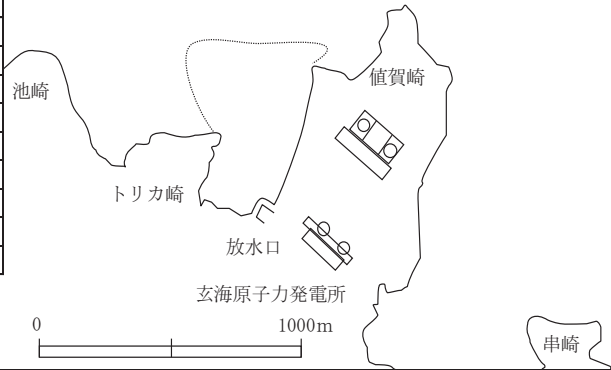 値賀崎
池崎
トリカ崎
放水口
玄海原子力発電所
0
1000m
串崎